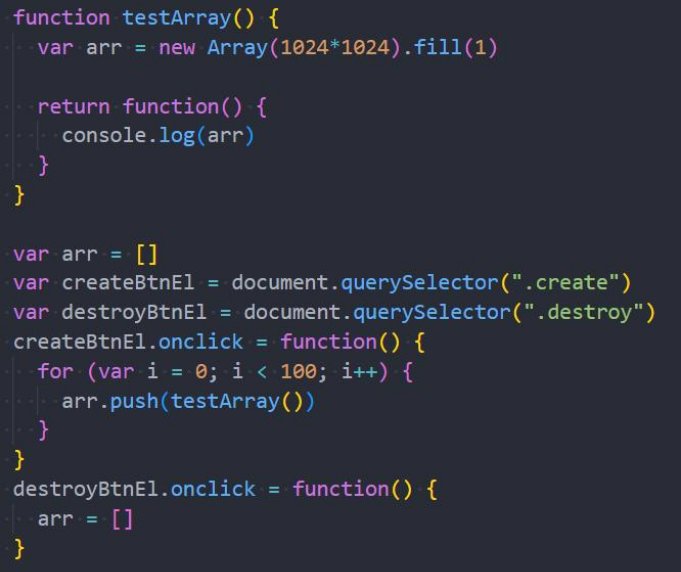 function testArray() {
  var arr = new Array(1024*1024).fill(1)

  return function() {
    console.log(arr)
  }
}

var arr = []
var createBtnEl = document.querySelector(".create")
var destroyBtnEl = document.querySelector(".destroy")
createBtnEl.onclick = function() {
  for (var i = 0; i < 100; i++) {
    arr.push(testArray())
  }
}
destroyBtnEl.onclick = function() {
  arr = []
}